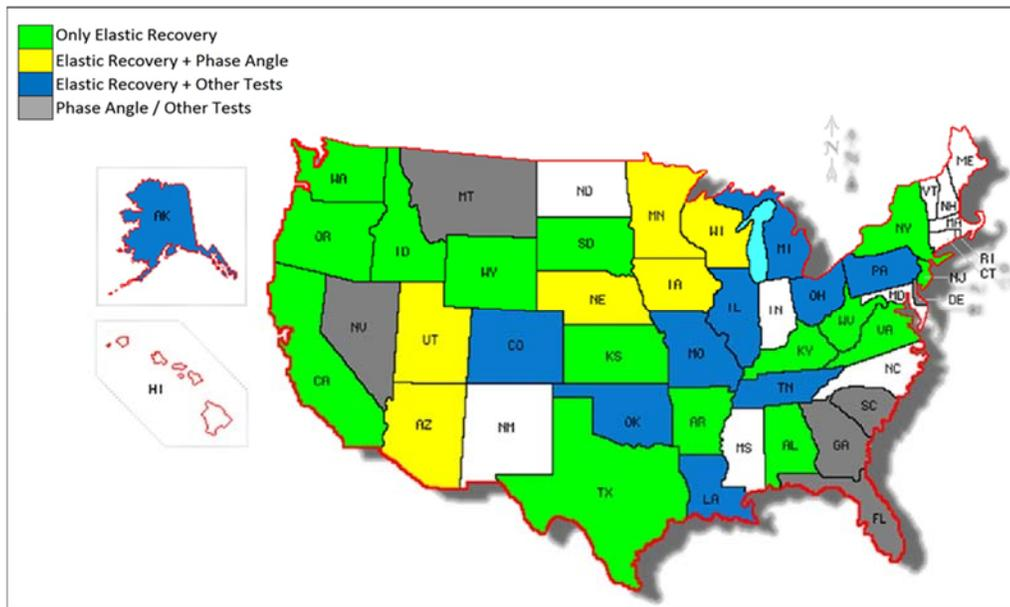 Only Elastic Recovery
Elastic Recovery + Phase Angle
Elastic Recovery + Other Tests
Phase Angle / Other Tests
N
ME
WA
VT
MT
ND
NH
AK
MN
MA
OR
NY
ID
SD
WI
MI
RI
WY
CT
PA
NJ
IA
MD
DE
NE
OH
NV
IL
IN
UT
WV
CO
VA
KS
MO
KY
CA
NC
HI
TN
SC
AZ
OK
AR
NM
GA
MS
AL
TX
LA
FL